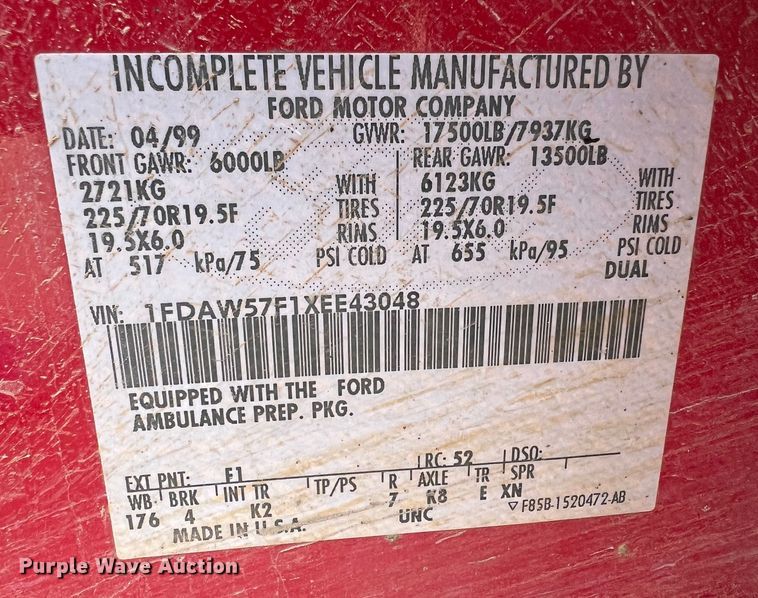 INCOMPLETE VEHICLE MANUFACTURED BY
FORD MOTOR COMPANY
DATE: 04/99 GVWR: 17500LB/7937KG
FRONT GAWR: 6000LB REAR GAWR: 13500LB
2721KG WITH 6123KG WITH
225/70R19.5F TIRES 225/70R19.5F TIRES
19.5X6.0 RIMS 19.5X6.0 RIMS
AT 517 kPa/75 PSI COLD AT 655 kPa/95 PSI COLD
DUAL
VIN: 1FDAW57F1XEE43048
EQUIPPED WITH THE FORD
AMBULANCE PREP. PKG.
EXT PNT: F1 RC: 52 DSO:
WB BRK INT TR TP/PS R AXLE TR SPR
176 4 K2 7 K8 E XN
UNC ▽ F85B-1520472-AB
MADE IN U.S.A.
Purple Wave Auction